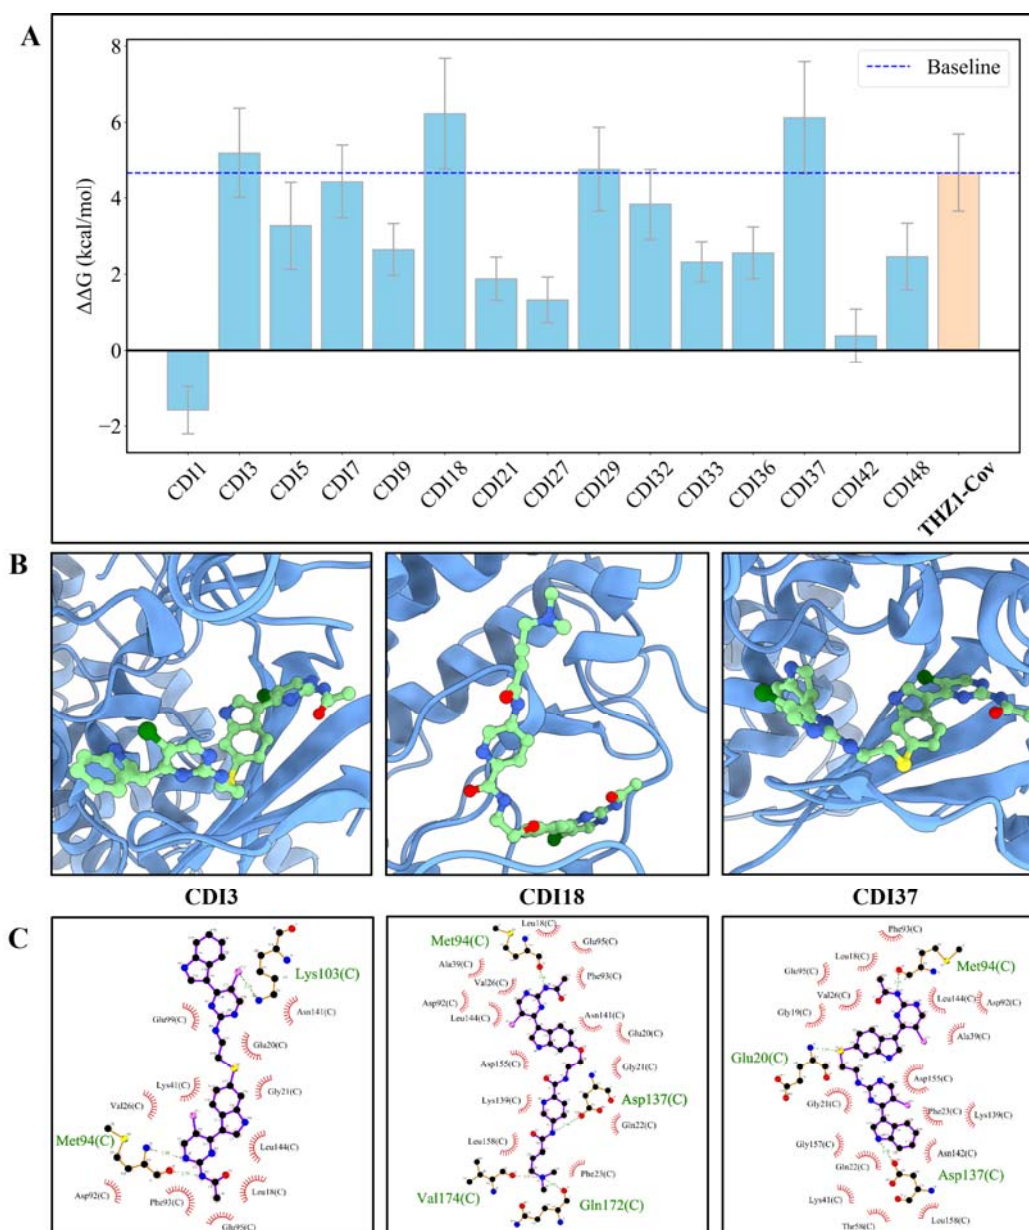 A
Baseline
8
6
4
2
0
−2
ΔΔG (kcal/mol)
CDI1
CDI3
CDI5
CDI7
CDI9
CDI18
CDI21
CDI27
CDI29
CDI32
CDI33
CDI36
CDI37
CDI42
CDI48
THZ1-Cov
B
CDI3
CDI18
CDI37
C
Lys103(C)
Asn141(C)
Glu99(C)
Glu20(C)
Lys41(C)
Gly21(C)
Val26(C)
Met94(C)
Leu144(C)
Asp92(C)
Phe93(C)
Leu18(C)
Glu95(C)
Leu18(C)
Met94(C)
Glu95(C)
Ala39(C)
Val26(C)
Phe93(C)
Asp92(C)
Leu144(C)
Asn141(C)
Glu20(C)
Asp155(C)
Gly21(C)
Lys139(C)
Asp137(C)
Gln22(C)
Leu158(C)
Phe23(C)
Val174(C)
Gln172(C)
Phe93(C)
Leu18(C)
Met94(C)
Glu95(C)
Val26(C)
Leu144(C)
Asp92(C)
Gly19(C)
Ala39(C)
Glu20(C)
Asp155(C)
Gly21(C)
Phe23(C)
Lys139(C)
Gly157(C)
Asn142(C)
Gln22(C)
Asp137(C)
Lys41(C)
Thr58(C)
Leu158(C)